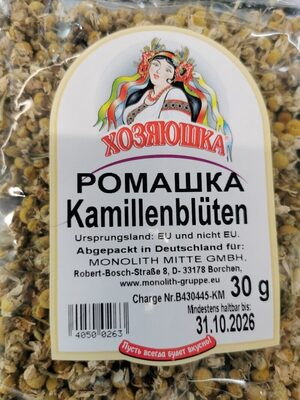 ХОЗЯЮШКА
РОМАШКА
Kamillenblüten
Ursprungsland: EU und nicht EU.
Abgepackt in Deutschland für:
MONOLITH MITTE GMBH,
Robert-Bosch-Straße 8, D- 33178 Borchen,
www.monolith-gruppe.eu
30 g
Charge Nr.B430445-KM
Mindestens haltbar bis:
31.10.2026
4050 0263
Пусть всегда будет вкусно!